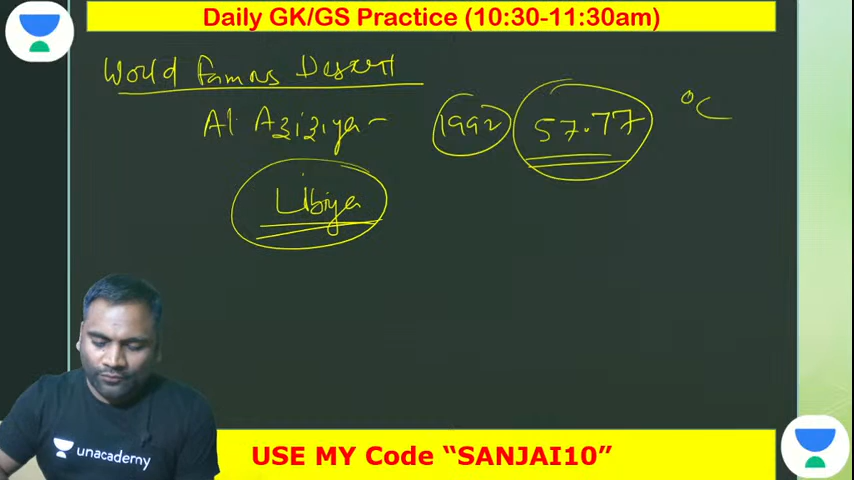 Daily GK/GS Practice (10:30-11:30am)
World Famous Desert
Al Aziziya - 1992 57.77 °C
Libiya
unacademy
USE MY Code “SANJAI10”